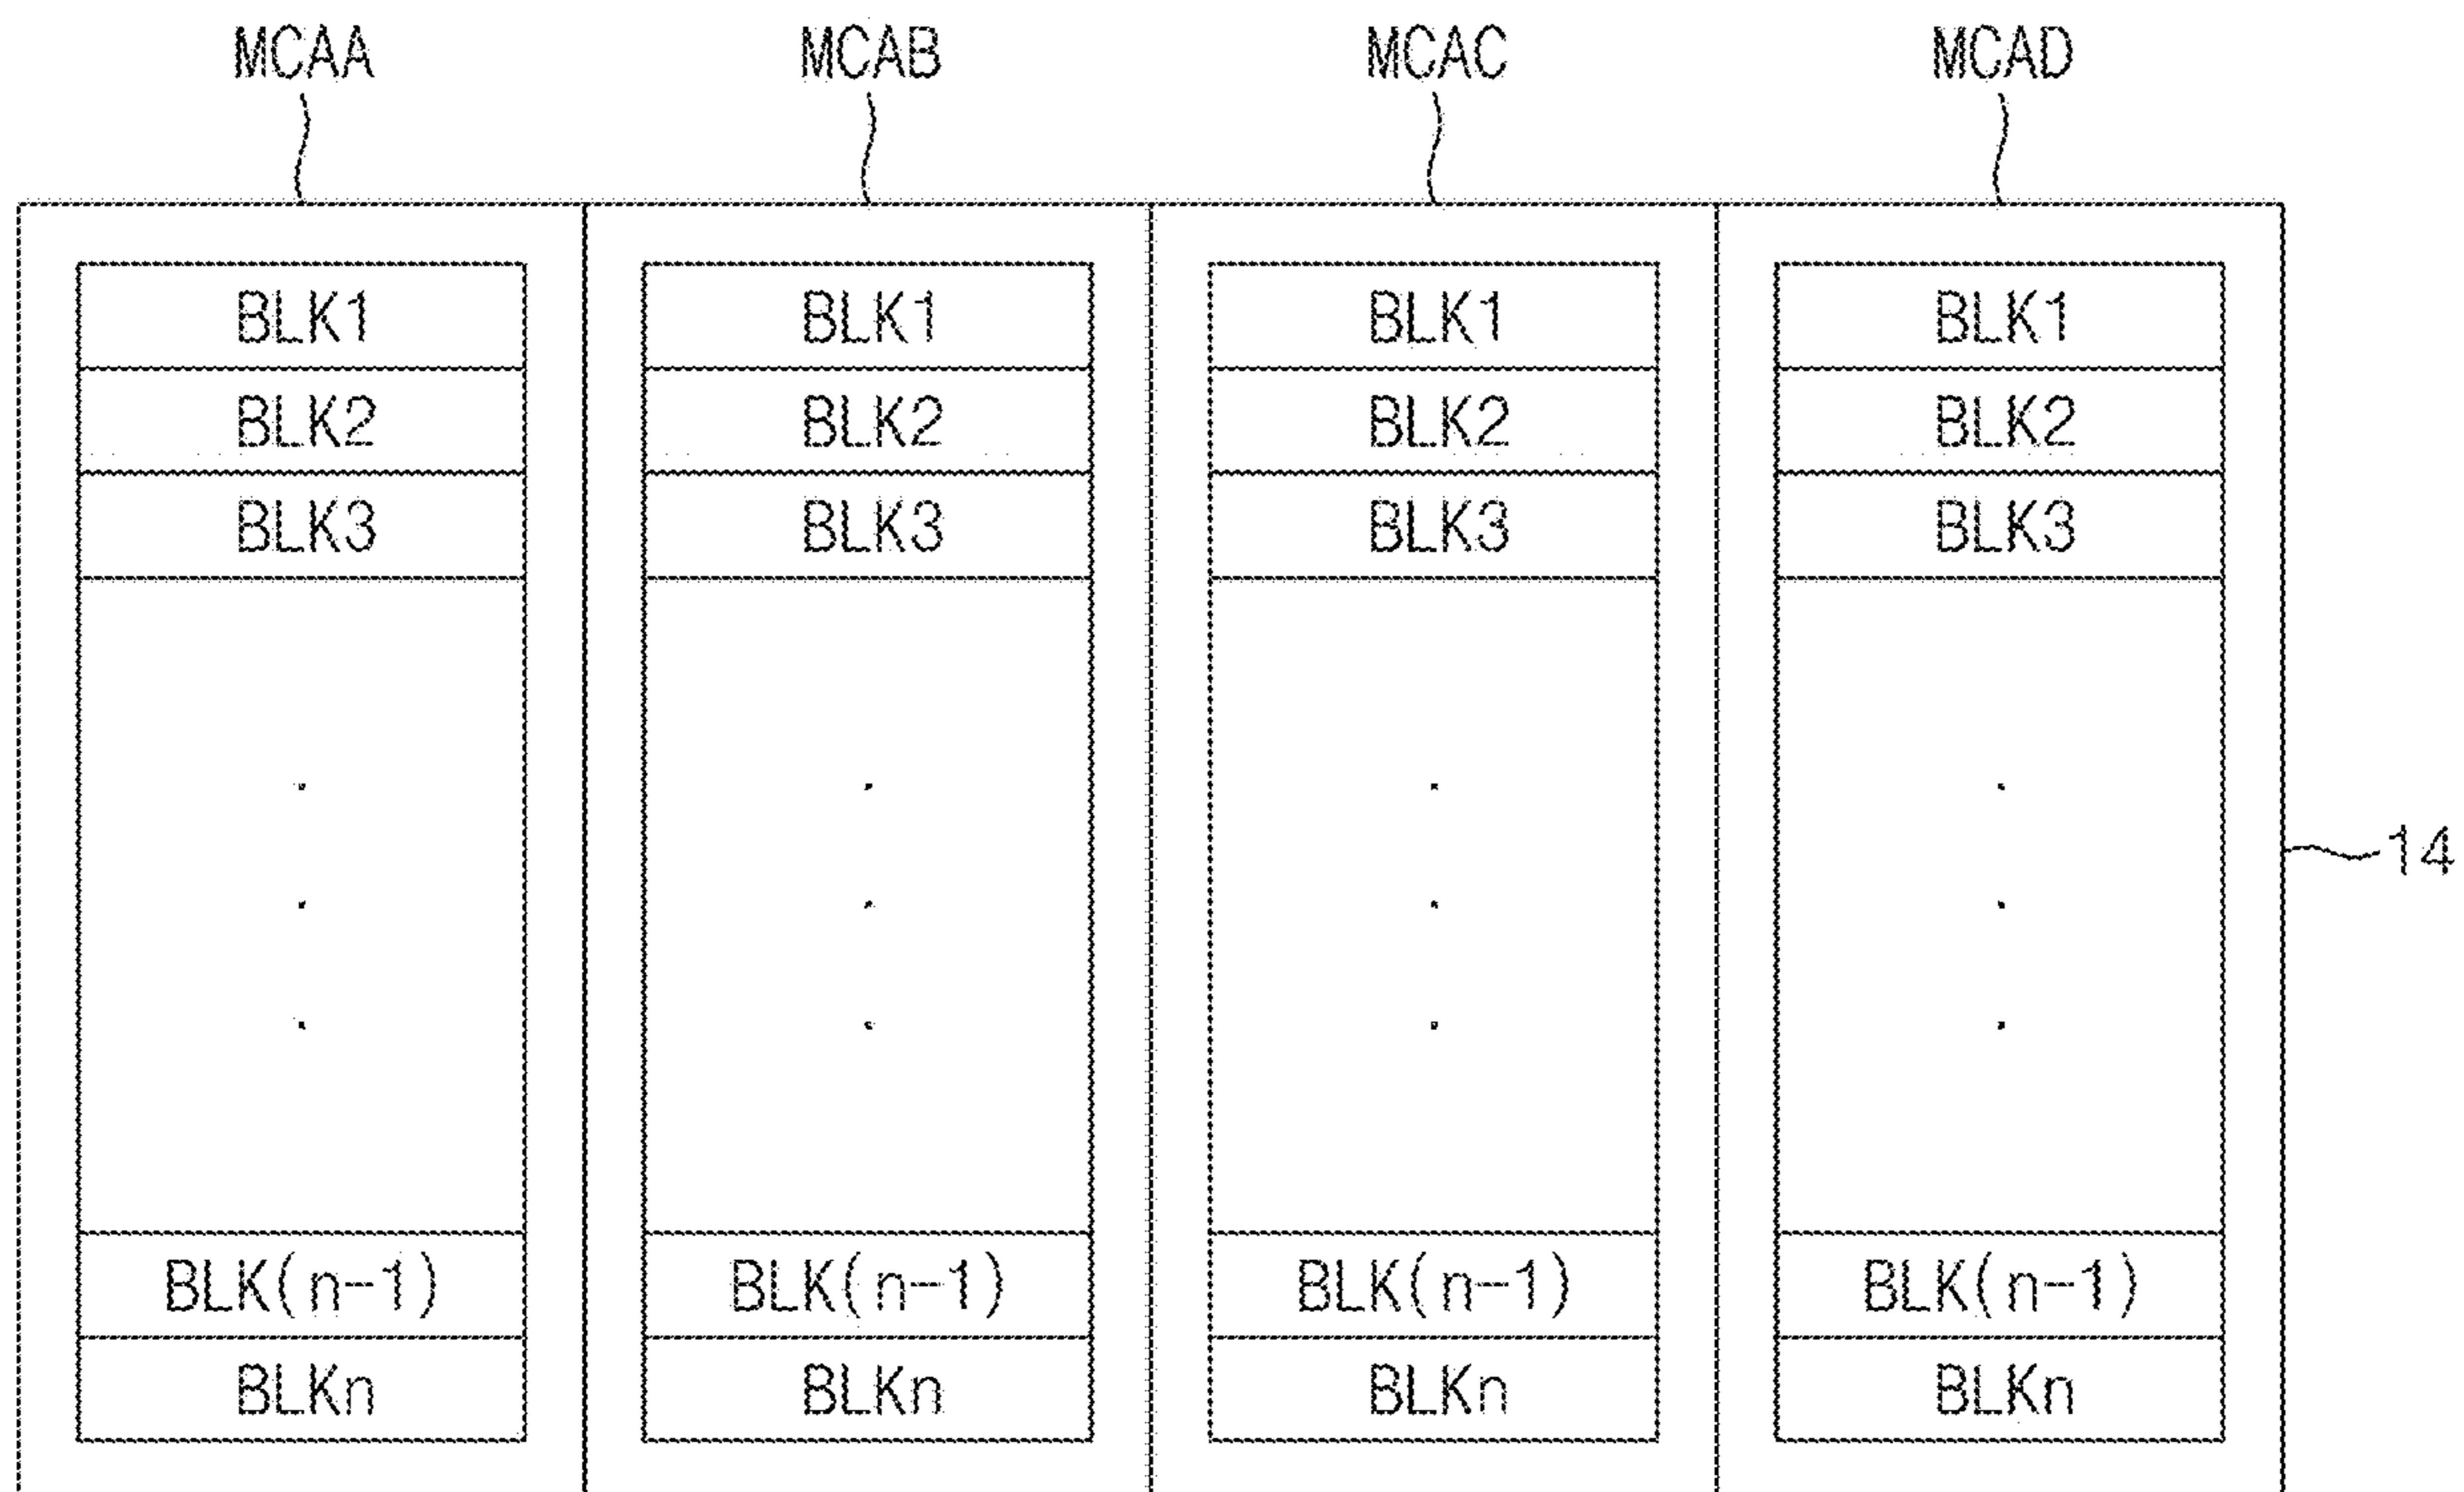 MCAA MCAB MCAC MCAD
BLK1 BLK1 BLK1 BLK1
BLK2 BLK2 BLK2 BLK2
BLK3 BLK3 BLK3 BLK3
14
BLK(n-1) BLK(n-1) BLK(n-1) BLK(n-1)
BLKn BLKn BLKn BLKn